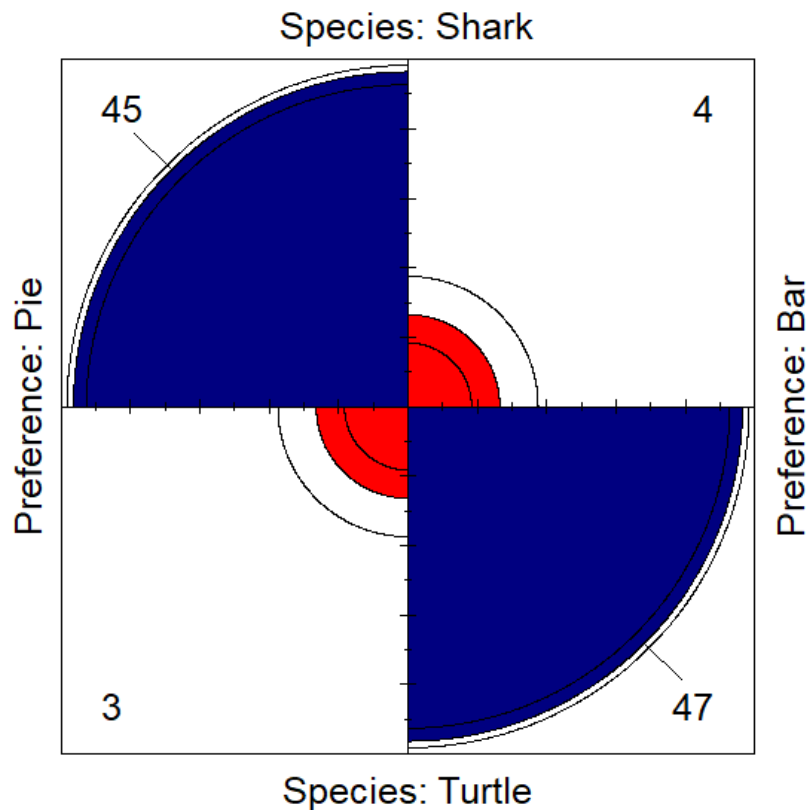 Species: Shark
45
4
Preference: Pie
Preference: Bar
3
47
Species: Turtle